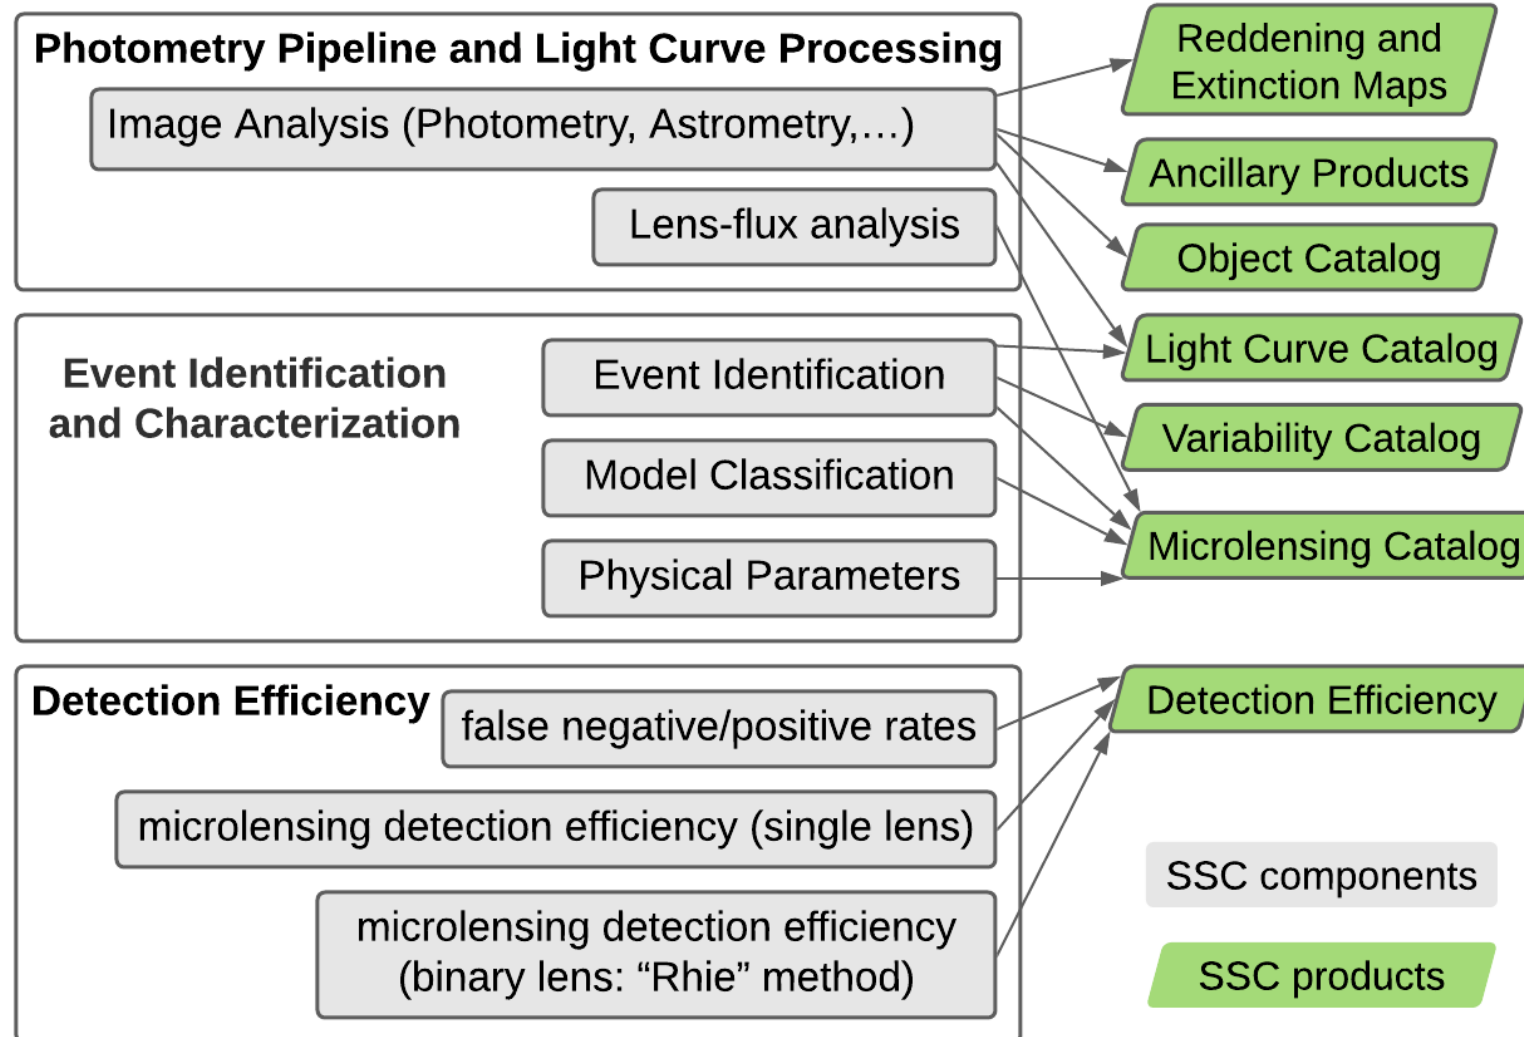 Photometry Pipeline and Light Curve Processing
Image Analysis (Photometry, Astrometry,...)
Lens-flux analysis
Event Identification
and Characterization
Event Identification
Model Classification
Physical Parameters
Detection Efficiency
false negative/positive rates
microlensing detection efficiency (single lens)
microlensing detection efficiency
(binary lens: “Rhie” method)
Reddening and
Extinction Maps
Ancillary Products
Object Catalog
Light Curve Catalog
Variability Catalog
Microlensing Catalog
Detection Efficiency
SSC components
SSC products